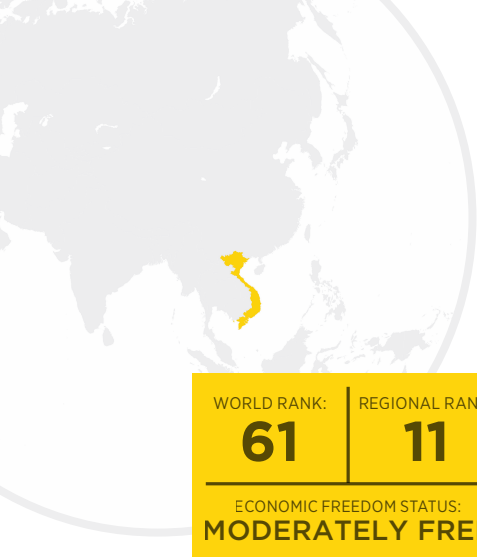 WORLD RANK:
REGIONAL RAN
61
11
ECONOMIC FREEDOM STATUS:
MODERATELY FRE